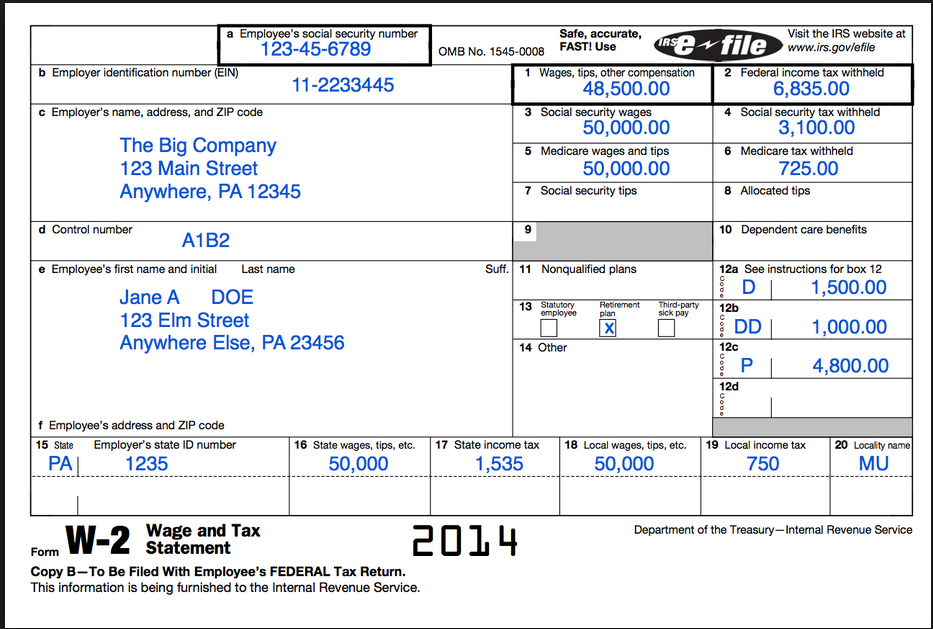 a Employee's social security number
123-45-6789
OMB No. 1545-0008
Safe, accurate,
FAST! Use
IRS e~file
Visit the IRS website at
www.irs.gov/efile
b Employer identification number (EIN)
11-2233445
1 Wages, tips, other compensation
48,500.00
2 Federal income tax withheld
6,835.00
c Employer's name, address, and ZIP code
The Big Company
123 Main Street
Anywhere, PA 12345
3 Social security wages
50,000.00
4 Social security tax withheld
3,100.00
5 Medicare wages and tips
50,000.00
6 Medicare tax withheld
725.00
7 Social security tips
8 Allocated tips
d Control number
A1B2
9
10 Dependent care benefits
e Employee's first name and initial Last name Suff.
Jane A DOE
123 Elm Street
Anywhere Else, PA 23456
f Employee's address and ZIP code
11 Nonqualified plans
12a See instructions for box 12
Code D 1,500.00
13 Statutory employee Retirement plan Third-party sick pay
X
12b
Code DD 1,000.00
14 Other
12c
Code P 4,800.00
12d
Code
15 State Employer's state ID number
PA 1235
16 State wages, tips, etc.
50,000
17 State income tax
1,535
18 Local wages, tips, etc.
50,000
19 Local income tax
750
20 Locality name
MU
Form W-2 Wage and Tax
Statement
2014
Department of the Treasury—Internal Revenue Service
Copy B—To Be Filed With Employee's FEDERAL Tax Return.
This information is being furnished to the Internal Revenue Service.